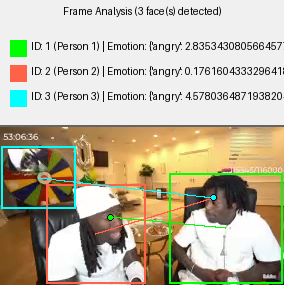 Frame Analysis (3 face(s) detected)
ID: 1 (Person 1) | Emotion: {'angry': 2.835343080566457
ID: 2 (Person 2) | Emotion: {'angry': 0.176160433329641
ID: 3 (Person 3) | Emotion: {'angry': 4.578036487193820
53:06:36